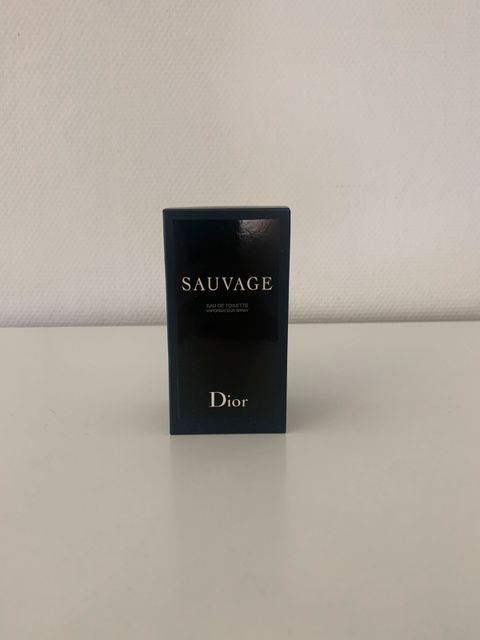 SAUVAGE
EAU DE TOILETTE
VAPORISATEUR SPRAY
Dior